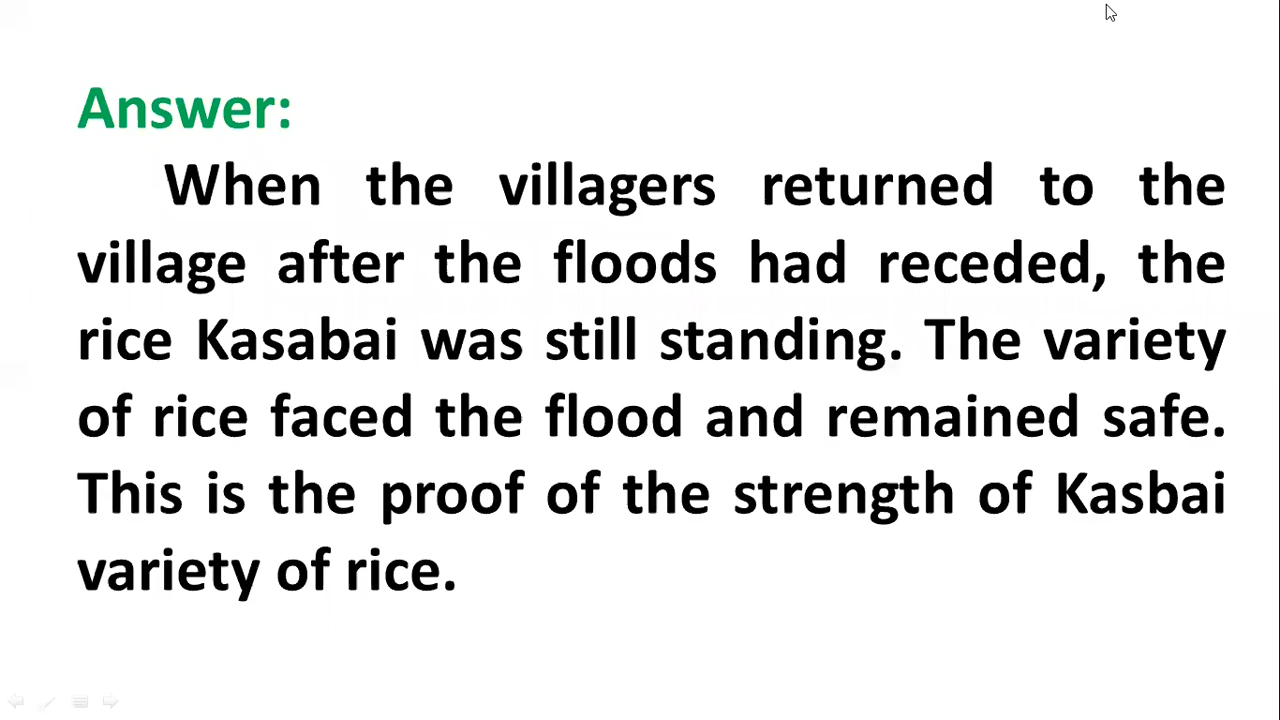 Answer:
When the villagers returned to the
village after the floods had receded, the
rice Kasabai was still standing. The variety
of rice faced the flood and remained safe.
This is the proof of the strength of Kasbai
variety of rice.